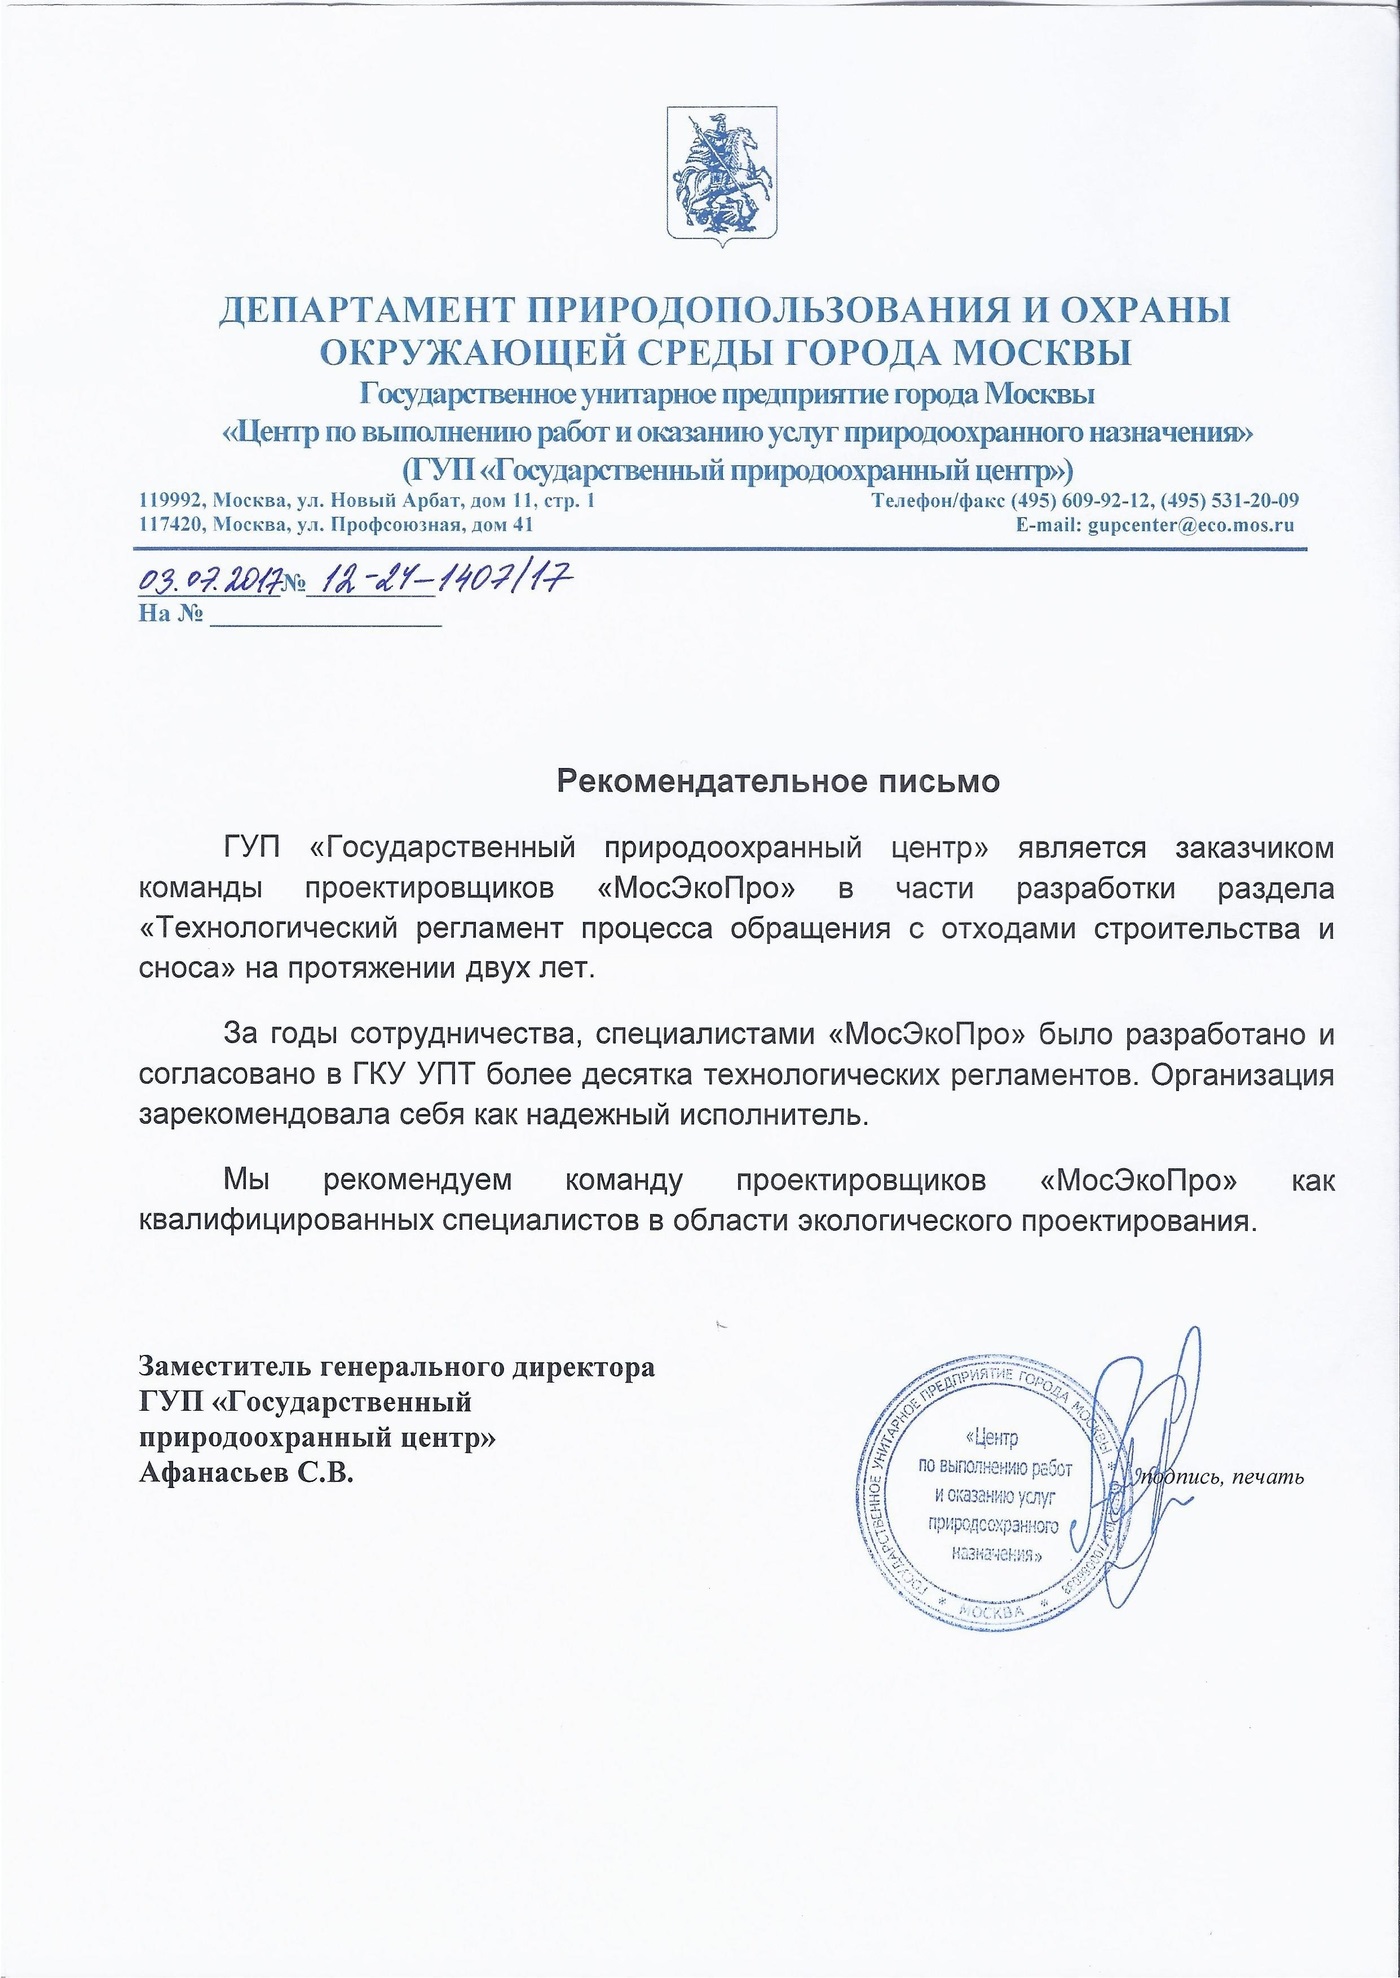 ДЕПАРТАМЕНТ ПРИРОДОПОЛЬЗОВАНИЯ И ОХРАНЫ
ОКРУЖАЮЩЕЙ СРЕДЫ ГОРОДА МОСКВЫ
Государственное унитарное предприятие города Москвы
«Центр по выполнению работ и оказанию услуг природоохранного назначения»
(ГУП «Государственный природоохранный центр»)
119992, Москва, ул. Новый Арбат, дом 11, стр. 1 Телефон/факс (495) 609-92-12, (495) 531-20-09
117420, Москва, ул. Профсоюзная, дом 41 E-mail: gupcenter@eco.mos.ru
03.07.2017 № 12-24-1407/17
На №
Рекомендательное письмо
ГУП «Государственный природоохранный центр» является заказчиком
команды проектировщиков «МосЭкоПро» в части разработки раздела
«Технологический регламент процесса обращения с отходами строительства и
сноса» на протяжении двух лет.
За годы сотрудничества, специалистами «МосЭкоПро» было разработано и
согласовано в ГКУ УПТ более десятка технологических регламентов. Организация
зарекомендовала себя как надежный исполнитель.
Мы рекомендуем команду проектировщиков «МосЭкоПро» как
квалифицированных специалистов в области экологического проектирования.
Заместитель генерального директора
ГУП «Государственный
природоохранный центр»
Афанасьев С.В.
подпись, печать
ГОСУДАРСТВЕННОЕ УНИТАРНОЕ ПРЕДПРИЯТИЕ ГОРОДА МОСКВЫ
* МОСКВА *
«Центр
по выполнению работ
и оказанию услуг
природоохранного
назначения»